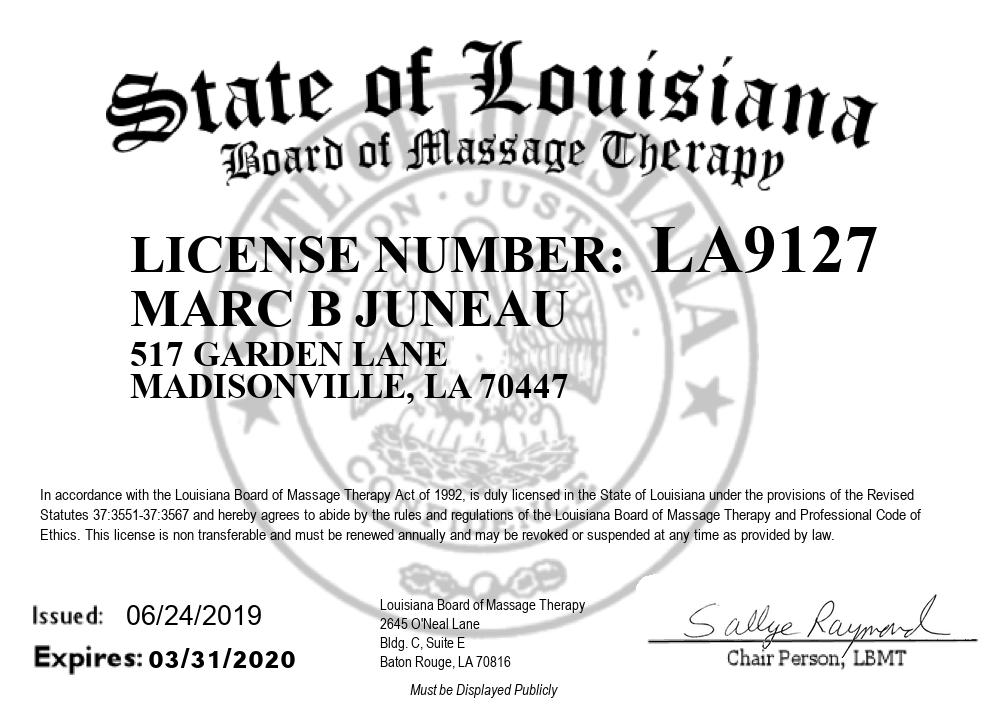 State of Louisiana
Board of Massage Therapy
STATE OF LOUISIANA
UNION · JUSTICE ·
CONFIDENCE
LICENSE NUMBER: LA9127
MARC B JUNEAU
517 GARDEN LANE
MADISONVILLE, LA 70447
In accordance with the Louisiana Board of Massage Therapy Act of 1992, is duly licensed in the State of Louisiana under the provisions of the Revised
Statutes 37:3551-37:3567 and hereby agrees to abide by the rules and regulations of the Louisiana Board of Massage Therapy and Professional Code of
Ethics. This license is non transferable and must be renewed annually and may be revoked or suspended at any time as provided by law.
Issued: 06/24/2019
Expires: 03/31/2020
Louisiana Board of Massage Therapy
2645 O'Neal Lane
Bldg. C, Suite E
Baton Rouge, LA 70816
Must be Displayed Publicly
Sallye Raymond
Chair Person, LBMT